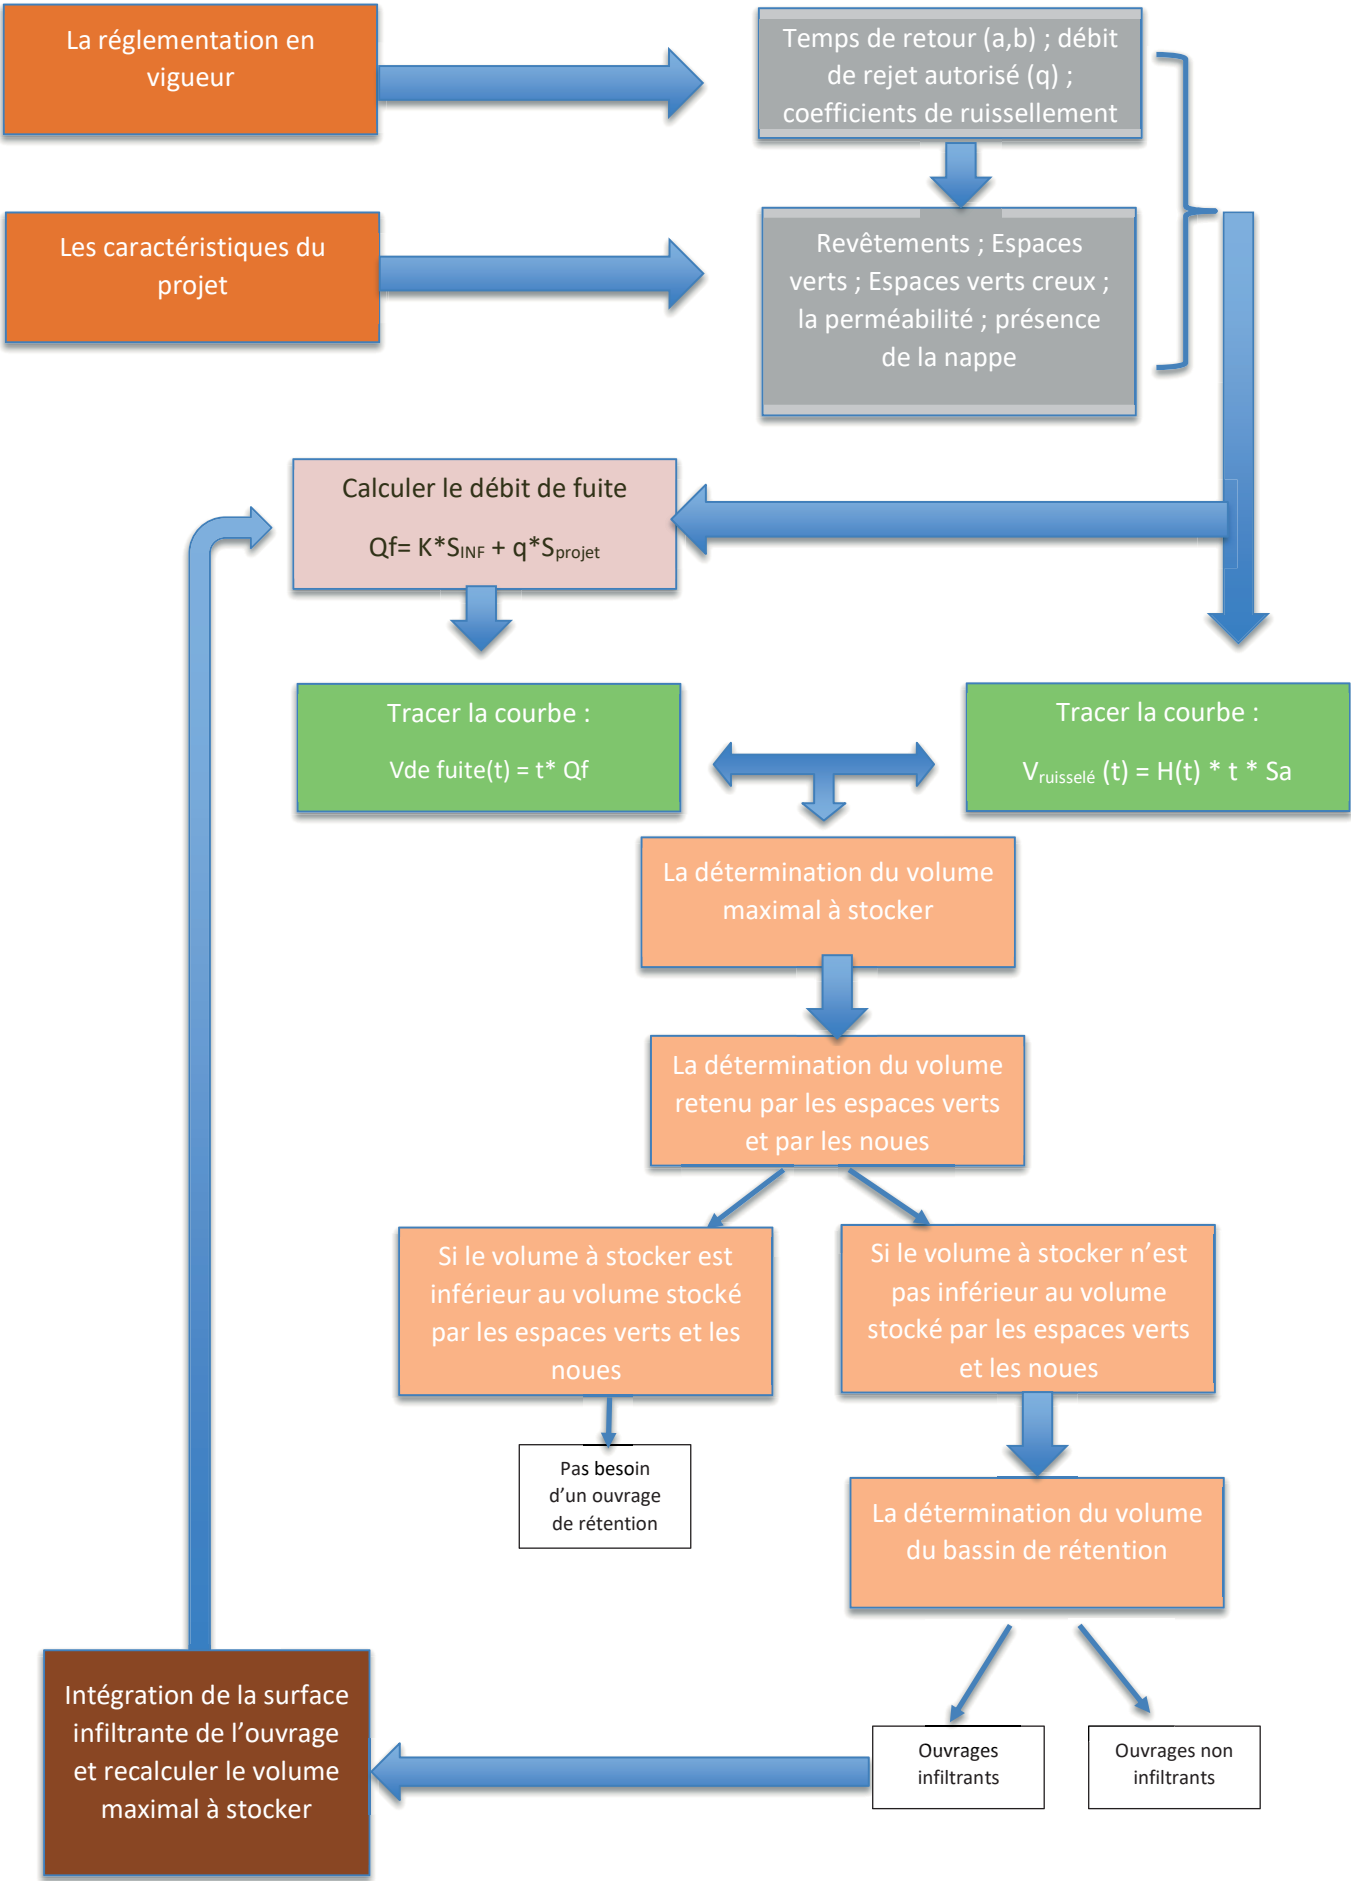 La réglementation en
vigueur
Temps de retour (a,b) ; débit
de rejet autorisé (q) ;
coefficients de ruissellement
Les caractéristiques du
projet
Revêtements ; Espaces
verts ; Espaces verts creux ;
la perméabilité ; présence
de la nappe
Calculer le débit de fuite
Qf= K*SINF + q*Sprojet
Tracer la courbe :
Vde fuite(t) = t* Qf
Tracer la courbe :
Vruisselé (t) = H(t) * t * Sa
La détermination du volume
maximal à stocker
La détermination du volume
retenu par les espaces verts
et par les noues
Si le volume à stocker est
inférieur au volume stocké
par les espaces verts et les
noues
Si le volume à stocker n’est
pas inférieur au volume
stocké par les espaces verts
et les noues
Pas besoin
d’un ouvrage
de rétention
La détermination du volume
du bassin de rétention
Intégration de la surface
infiltrante de l’ouvrage
et recalculer le volume
maximal à stocker
Ouvrages
infiltrants
Ouvrages non
infiltrants